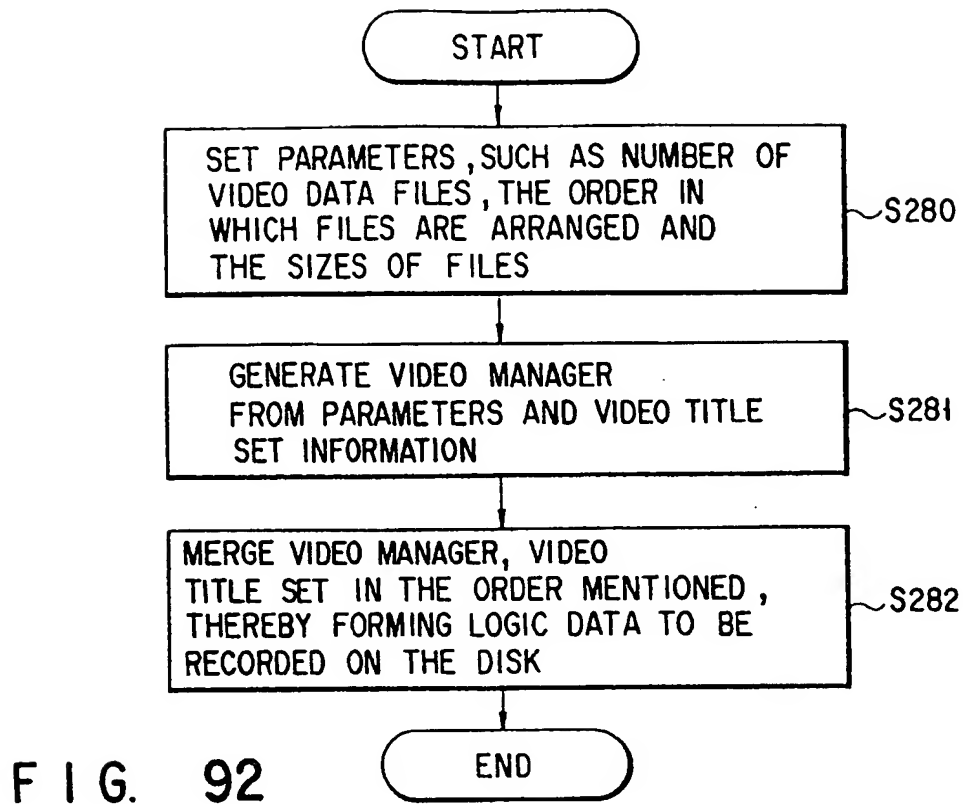 START
SET PARAMETERS, SUCH AS NUMBER OF
VIDEO DATA FILES, THE ORDER IN
WHICH FILES ARE ARRANGED AND
THE SIZES OF FILES
S280
GENERATE VIDEO MANAGER
FROM PARAMETERS AND VIDEO TITLE
SET INFORMATION
S281
MERGE VIDEO MANAGER, VIDEO
TITLE SET IN THE ORDER MENTIONED,
THEREBY FORMING LOGIC DATA TO BE
RECORDED ON THE DISK
S282
END
FIG. 92